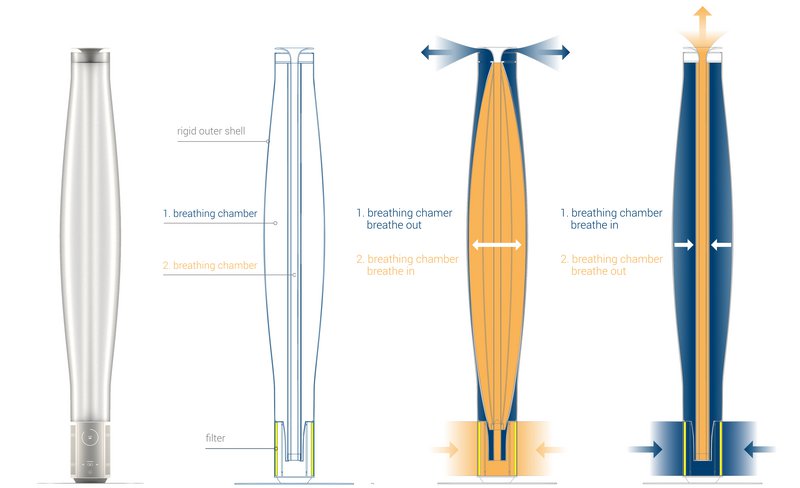 rigid outer shell
1. breathing chamber
2. breathing chamber
filter
1. breathing chamer
breathe out
2. breathing chamber
breathe in
1. breathing chamber
breathe in
2. breathing chamber
breathe out